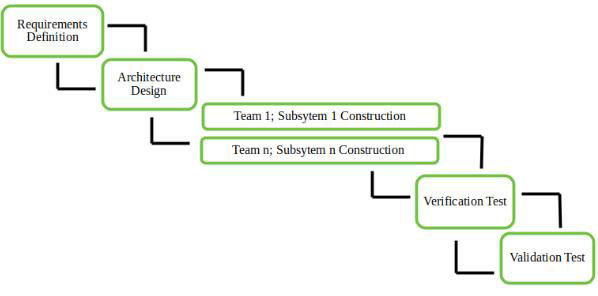 Requirements
Definition
Architecture
Design
Team 1; Subsytem 1 Construction
Team n; Subsytem n Construction
Verification Test
Validation Test